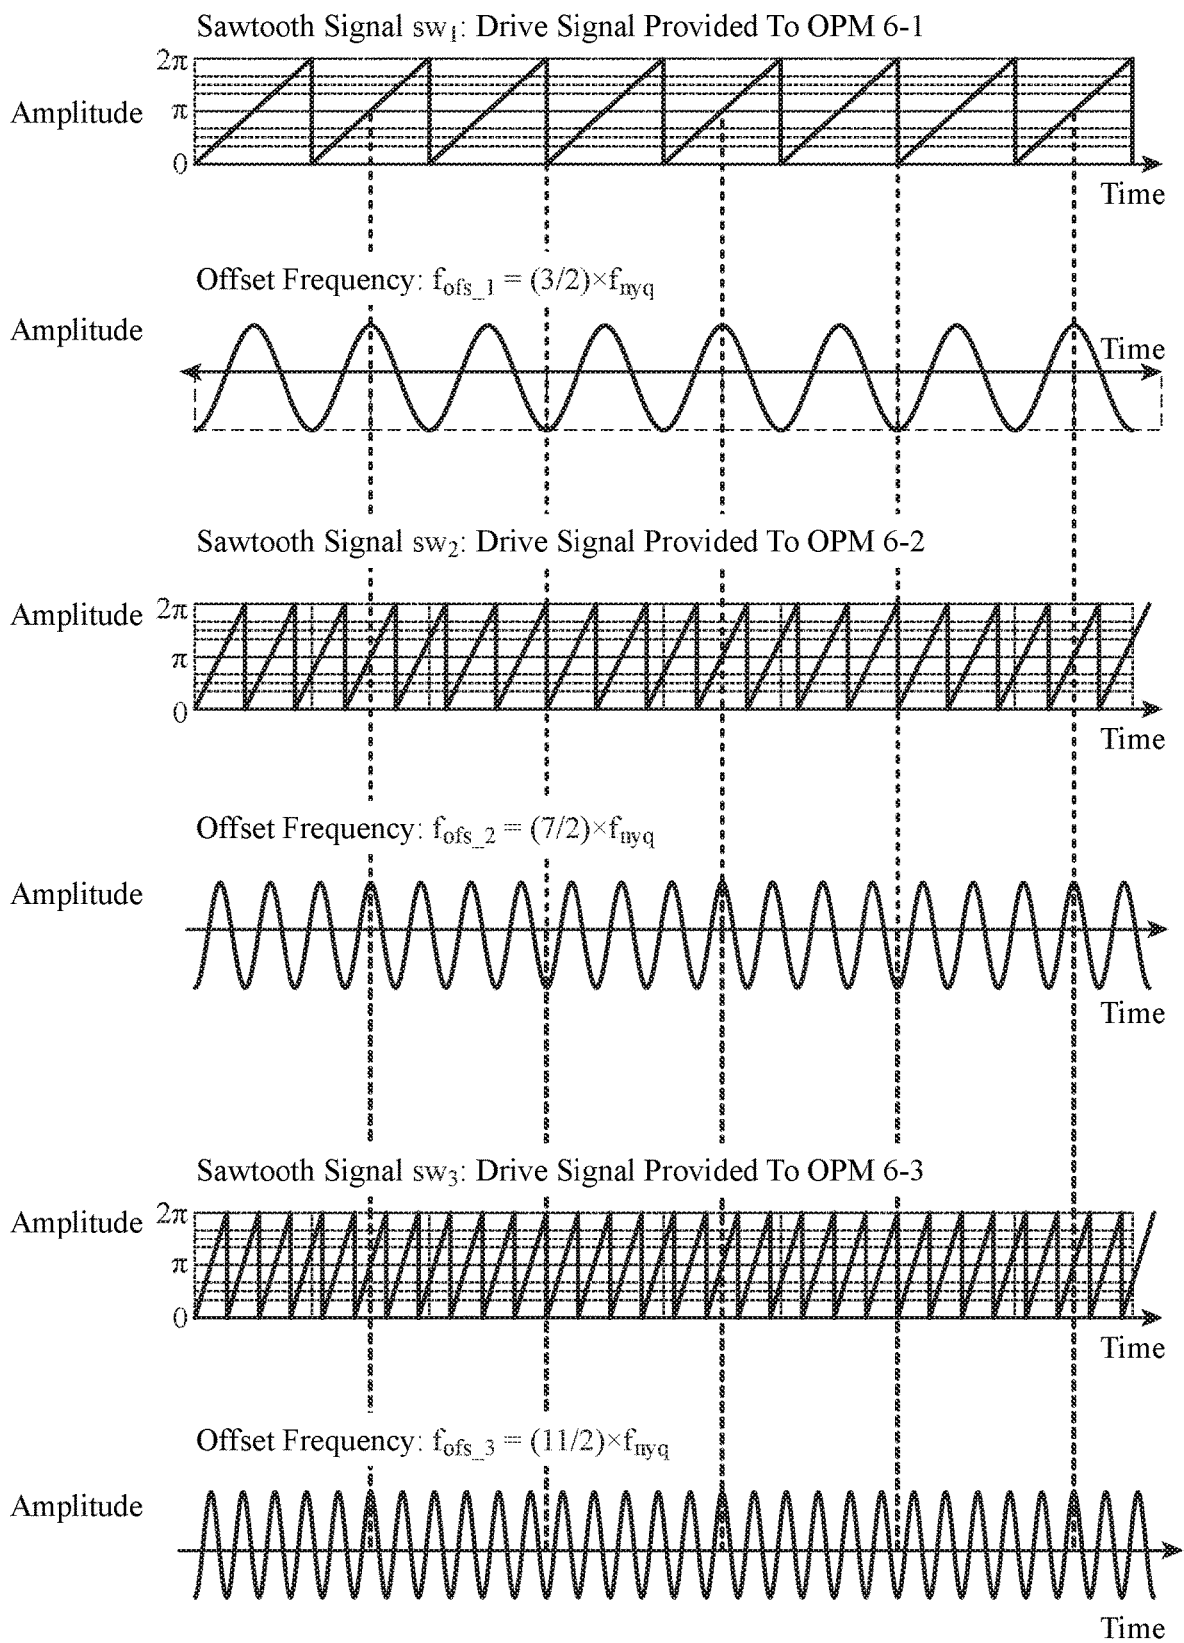 Sawtooth Signal sw₁: Drive Signal Provided To OPM 6-1
2π
Amplitude
π
0
Time
Offset Frequency: fₒfₛ_₁ = (3/2)×fₙyq
Amplitude
Time
Sawtooth Signal sw₂: Drive Signal Provided To OPM 6-2
Amplitude
2π
π
0
Time
Offset Frequency: fₒfₛ_₂ = (7/2)×fₙyq
Amplitude
Time
Sawtooth Signal sw₃: Drive Signal Provided To OPM 6-3
Amplitude
2π
π
0
Time
Offset Frequency: fₒfₛ_₃ = (11/2)×fₙyq
Amplitude
Time